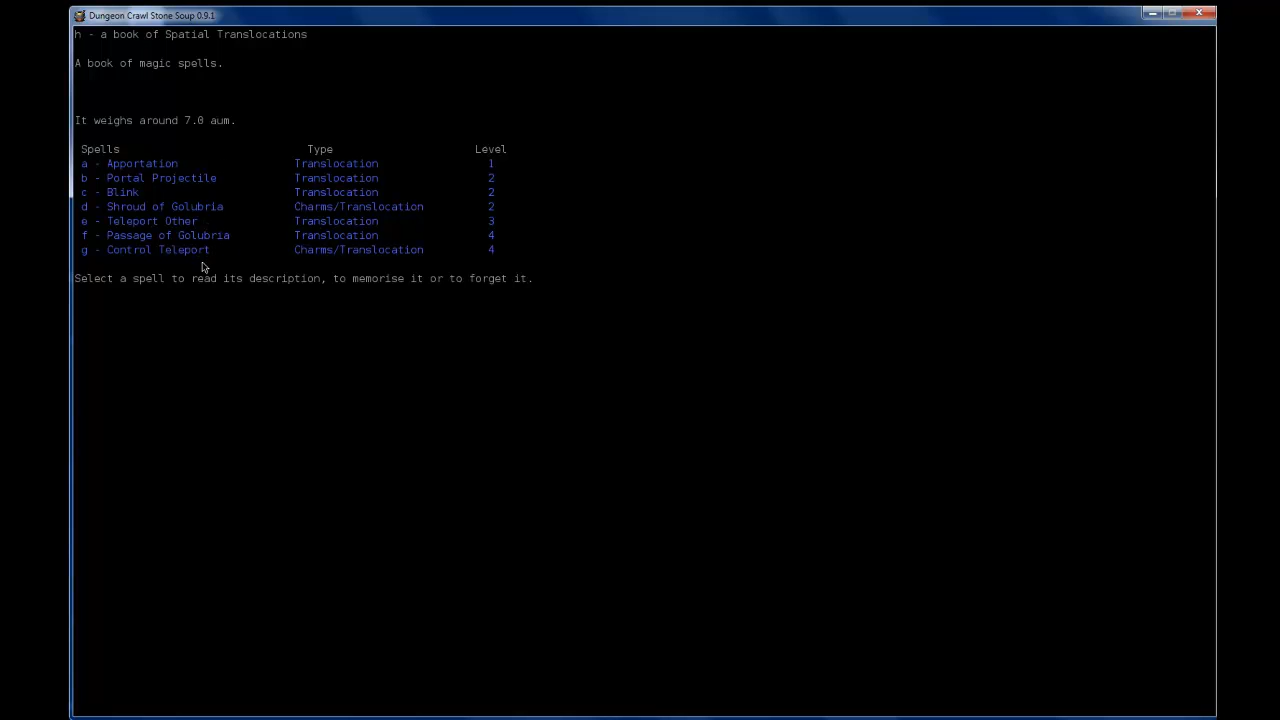 Dungeon Crawl Stone Soup 0.9.1
h - a book of Spatial Translocations
A book of magic spells.
It weighs around 7.0 aum.
Spells Type Level
a - Apportation Translocation 1
b - Portal Projectile Translocation 2
c - Blink Translocation 2
d - Shroud of Golubria Charms/Translocation 2
e - Teleport Other Translocation 3
f - Passage of Golubria Translocation 4
g - Control Teleport Charms/Translocation 4
Select a spell to read its description, to memorise it or to forget it.